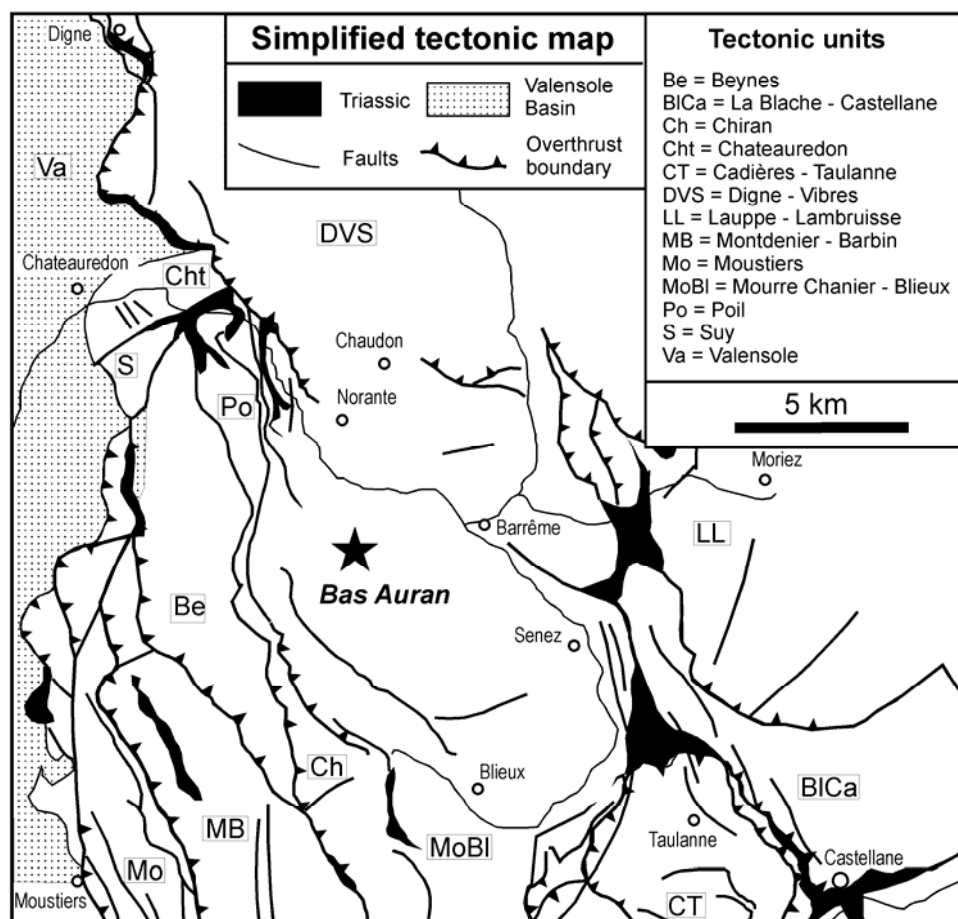 Digne
Simplified tectonic map
Triassic
Valensole
Basin
Faults
Overthrust
boundary
Tectonic units
Be = Beynes
BlCa = La Blache - Castellane
Ch = Chiran
Cht = Chateauredon
CT = Cadières - Taulanne
DVS = Digne - Vibres
LL = Lauppe - Lambruisse
MB = Montdenier - Barbin
Mo = Moustiers
MoBl = Mourre Chanier - Blieux
Po = Poil
S = Suy
Va = Valensole
5 km
Va
DVS
Chateauredon
Cht
Chaudon
S
Po
Norante
Moriez
Barrême
LL
Bas Auran
Be
Senez
Ch
Blieux
BlCa
MB
MoBl
Taulanne
Mo
Castellane
Moustiers
CT